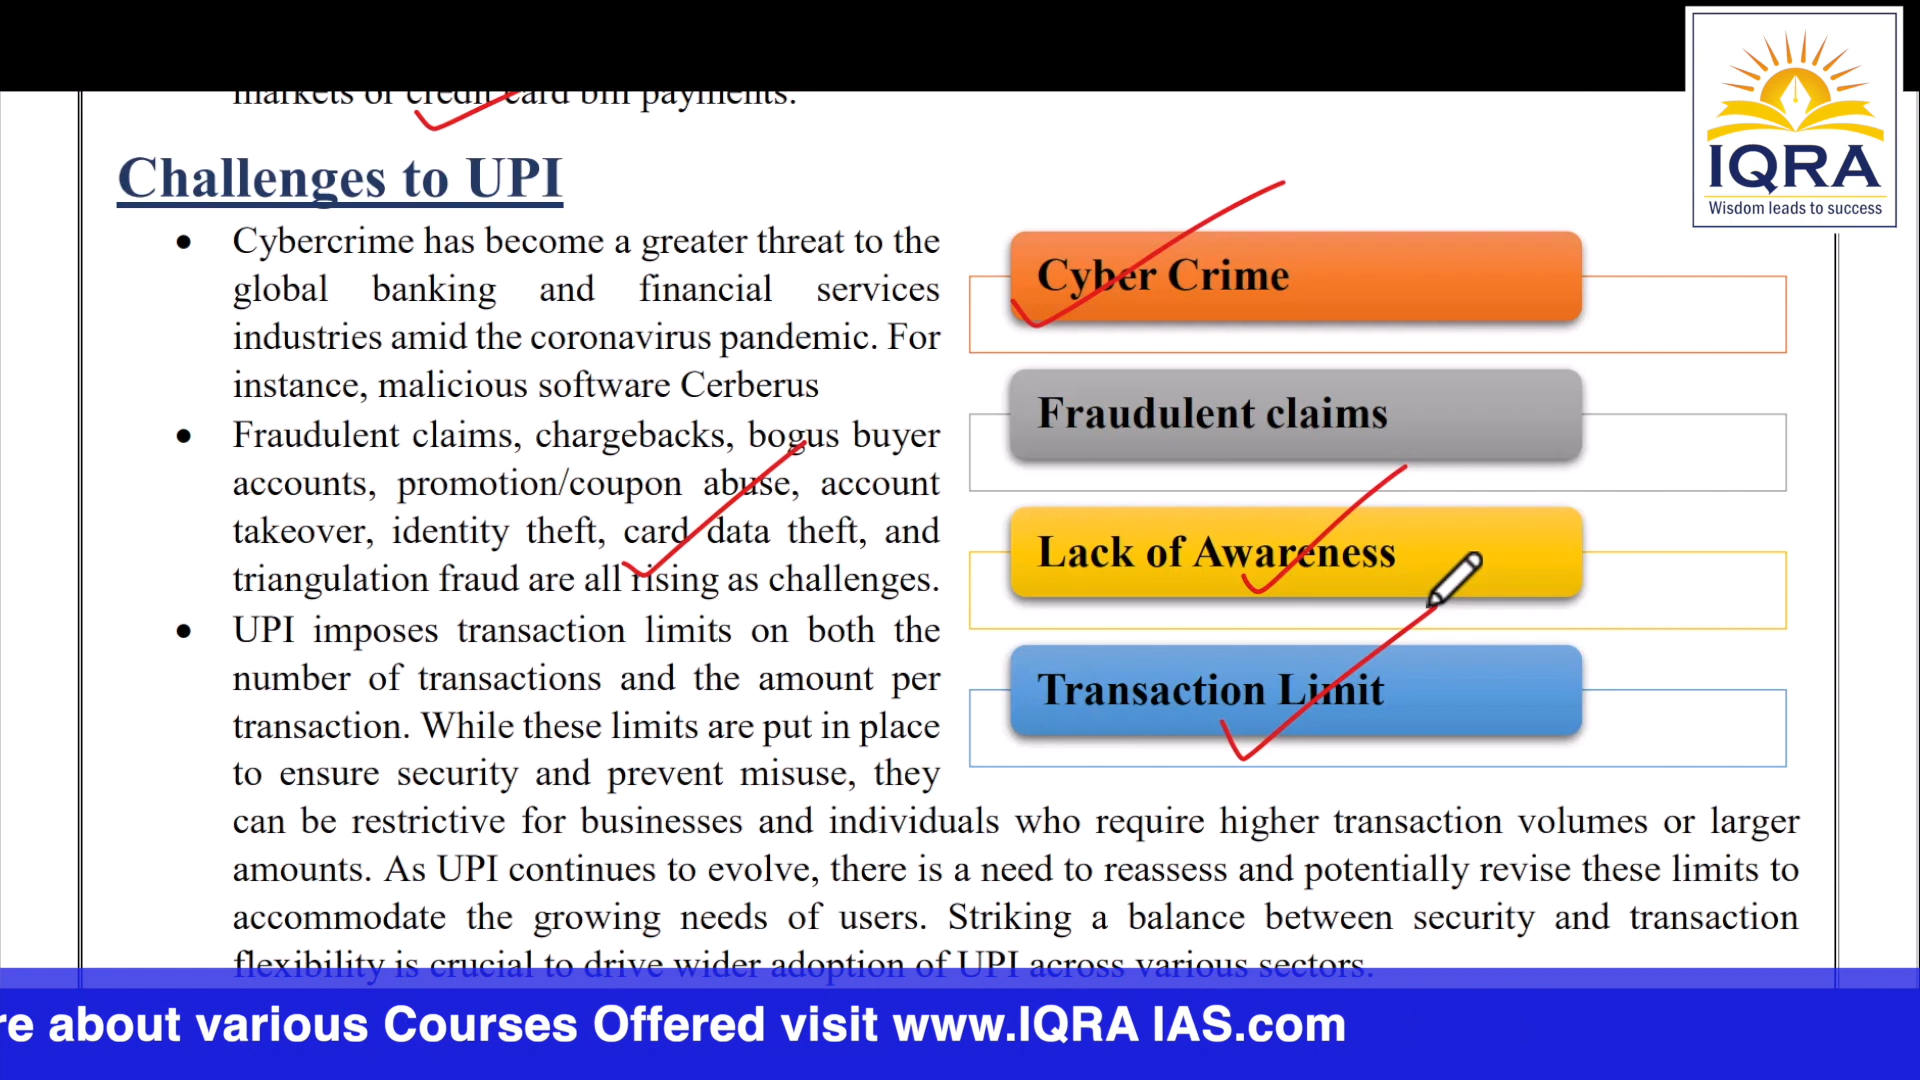 markets or credit card bill payments.
Challenges to UPI
• Cybercrime has become a greater threat to the
global banking and financial services
industries amid the coronavirus pandemic. For
instance, malicious software Cerberus
• Fraudulent claims, chargebacks, bogus buyer
accounts, promotion/coupon abuse, account
takeover, identity theft, card data theft, and
triangulation fraud are all rising as challenges.
• UPI imposes transaction limits on both the
number of transactions and the amount per
transaction. While these limits are put in place
to ensure security and prevent misuse, they
can be restrictive for businesses and individuals who require higher transaction volumes or larger
amounts. As UPI continues to evolve, there is a need to reassess and potentially revise these limits to
accommodate the growing needs of users. Striking a balance between security and transaction
flexibility is crucial to drive wider adoption of UPI across various sectors.
Cyber Crime
Fraudulent claims
Lack of Awareness
Transaction Limit
IQRA
Wisdom leads to success
re about various Courses Offered visit www.IQRA IAS.com